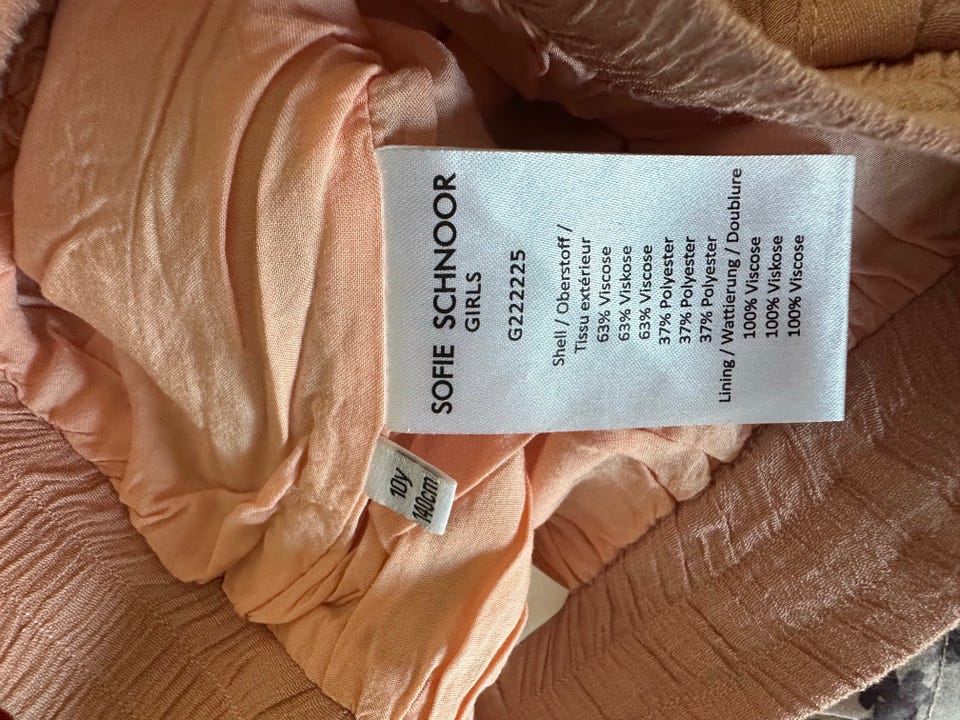 SOFIE SCHNOOR
GIRLS
G222225
Shell / Oberstoff /
Tissu extérieur
63% Viscose
63% Viskose
63% Viscose
37% Polyester
37% Polyester
37% Polyester
Lining / Wattierung / Doublure
100% Viscose
100% Viskose
100% Viscose
10y
140cm